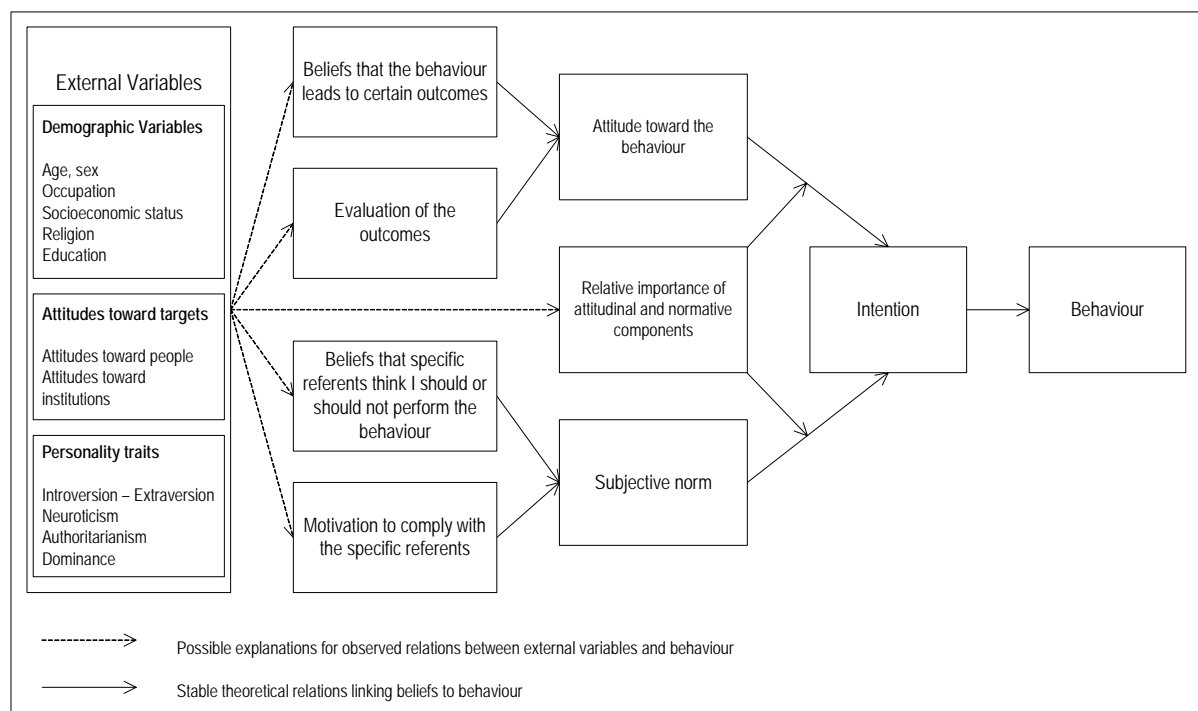 External Variables
Demographic Variables
Age, sex
Occupation
Socioeconomic status
Religion
Education
Attitudes toward targets
Attitudes toward people
Attitudes toward
institutions
Personality traits
Introversion – Extraversion
Neuroticism
Authoritarianism
Dominance
Beliefs that the behaviour
leads to certain outcomes
Evaluation of the
outcomes
Beliefs that specific
referents think I should or
should not perform the
behaviour
Motivation to comply with
the specific referents
Attitude toward the
behaviour
Relative importance of
attitudinal and normative
components
Subjective norm
Intention
Behaviour
Possible explanations for observed relations between external variables and behaviour
Stable theoretical relations linking beliefs to behaviour